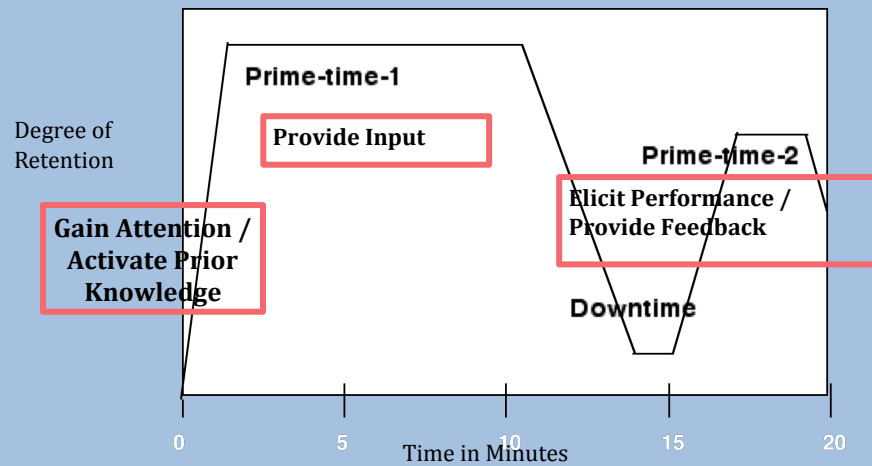 Prime-time-1
Provide Input
Degree of
Retention
Prime-time-2
Elicit Performance /
Provide Feedback
Gain Attention /
Activate Prior
Knowledge
Downtime
0 5 10 15 20
Time in Minutes